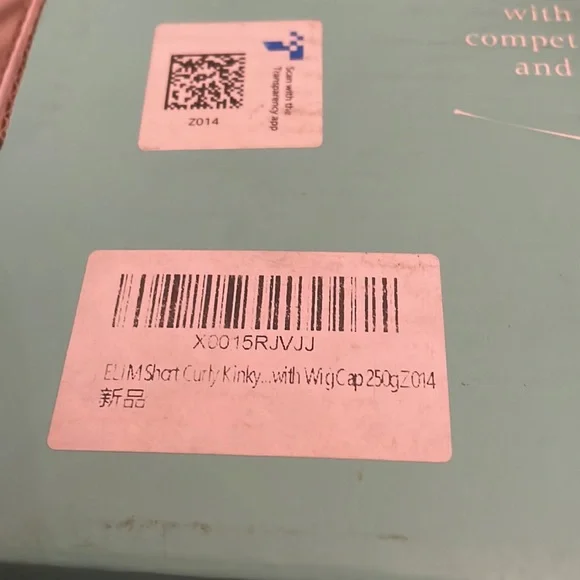 with
compet
and
Scan with the
Transparency app
Z014
X0015RJVJJ
ELIM Short Curly Kinky...with Wig Cap 250g Z014
新品